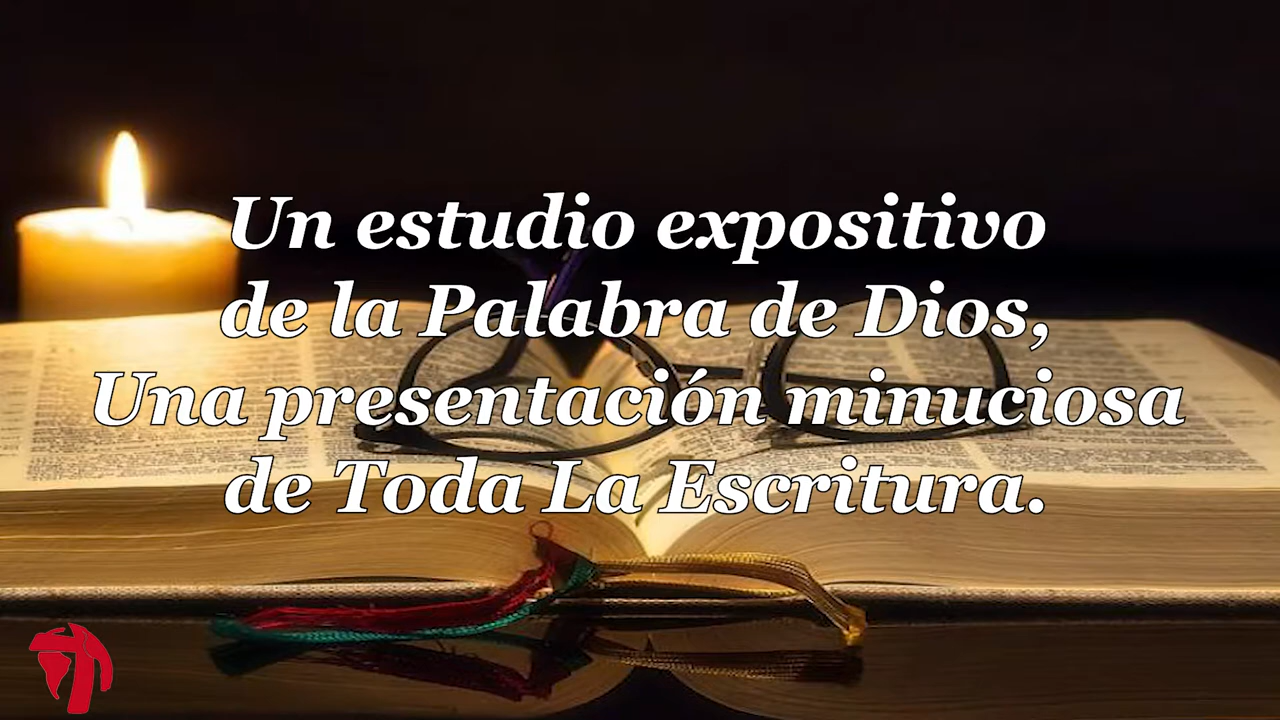 Un estudio expositivo
de la Palabra de Dios,
Una presentación minuciosa
de Toda La Escritura.